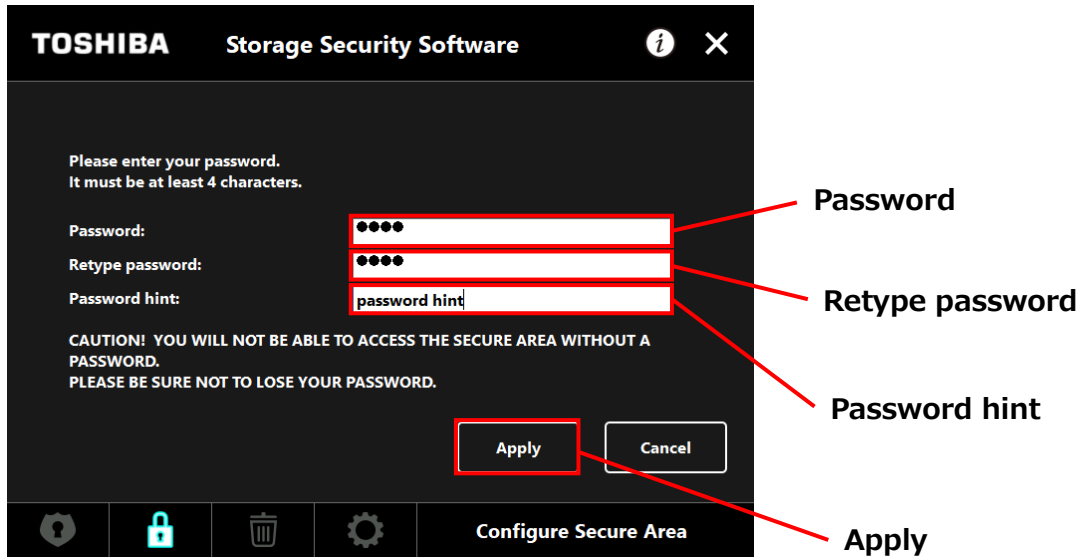 TOSHIBA Storage Security Software
Please enter your password.
It must be at least 4 characters.
Password:
Password
Retype password:
Retype password
Password hint: password hint
Password hint
CAUTION! YOU WILL NOT BE ABLE TO ACCESS THE SECURE AREA WITHOUT A
PASSWORD.
PLEASE BE SURE NOT TO LOSE YOUR PASSWORD.
Apply Cancel
Configure Secure Area
Apply